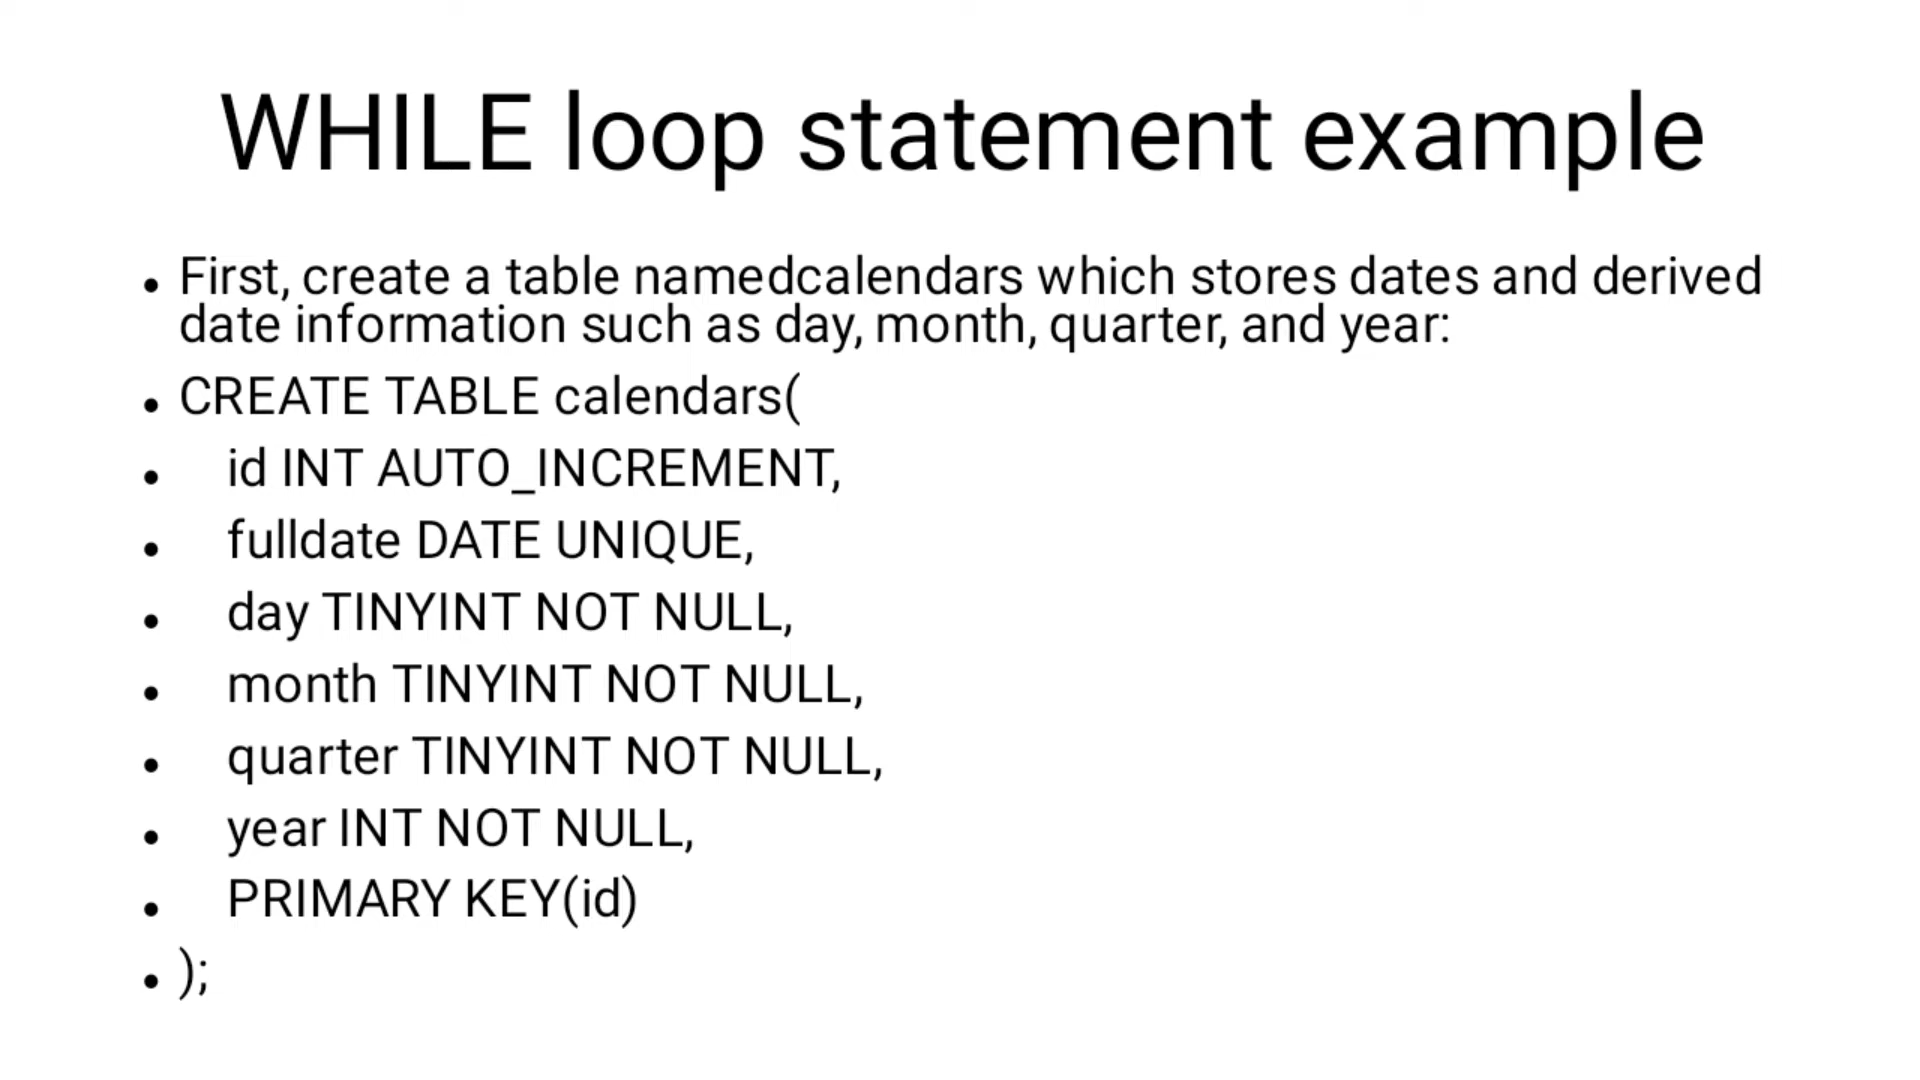 WHILE loop statement example
• First, create a table namedcalendars which stores dates and derived
date information such as day, month, quarter, and year:
• CREATE TABLE calendars(
• id INT AUTO_INCREMENT,
• fulldate DATE UNIQUE,
• day TINYINT NOT NULL,
• month TINYINT NOT NULL,
• quarter TINYINT NOT NULL,
• year INT NOT NULL,
• PRIMARY KEY(id)
• );